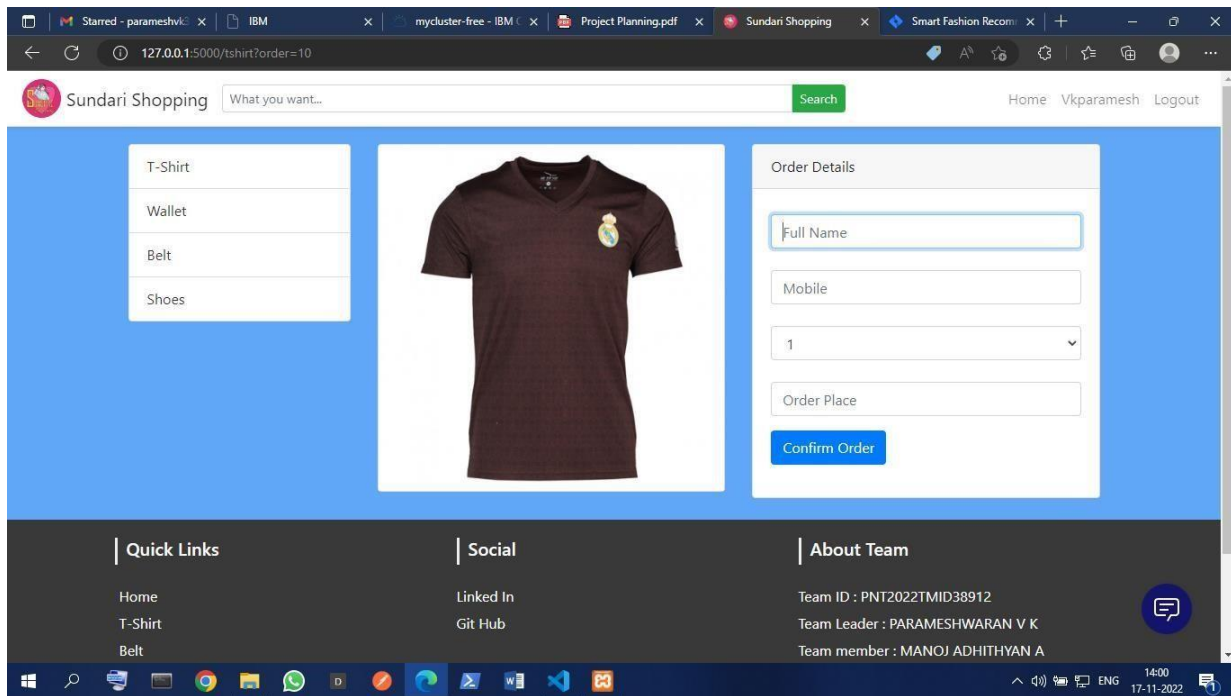 Starred - parameshvk3
IBM
mycluster-free - IBM C
Project Planning.pdf
Sundari Shopping
Smart Fashion Recom
127.0.0.1:5000/tshirt?order=10
Sundari Shopping
What you want...
Search
Home
Vkparamesh
Logout
T-Shirt
Wallet
Belt
Shoes
Order Details
Full Name
Mobile
1
Order Place
Confirm Order
Quick Links
Home
T-Shirt
Belt
Social
Linked In
Git Hub
About Team
Team ID : PNT2022TMID38912
Team Leader : PARAMESHWARAN V K
Team member : MANOJ ADHITHYAN A
ENG
14:00
17-11-2022